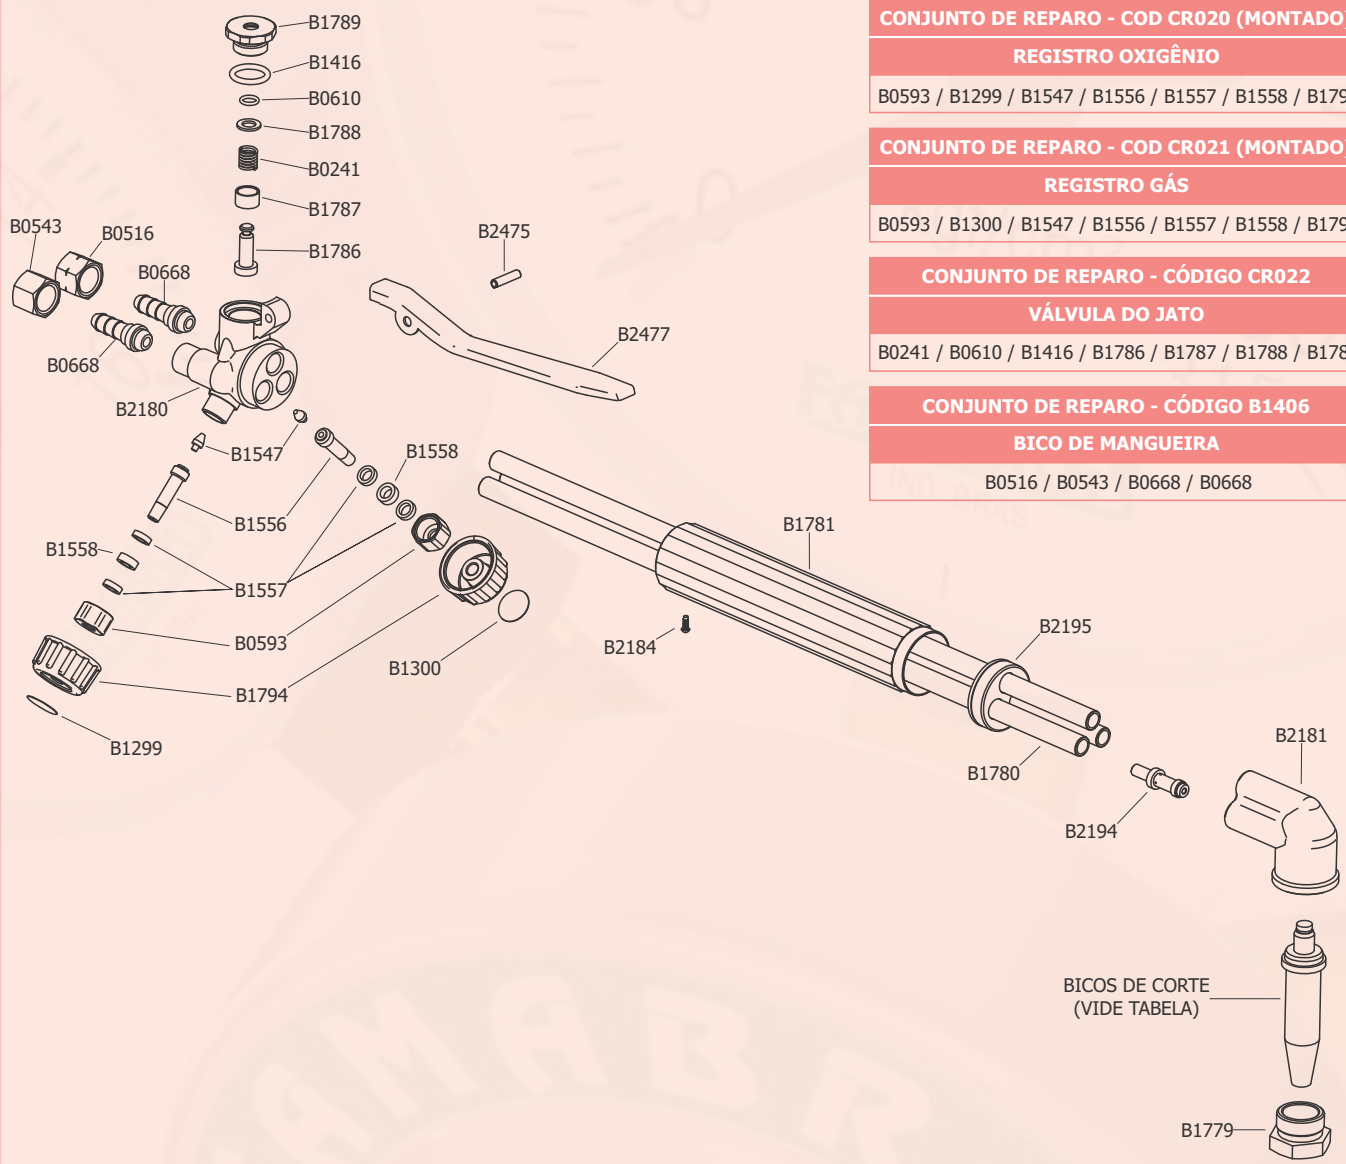 B1789
B1416
B0610
B1788
B0241
B1787
B1786
B0543
B0516
B0668
B0668
B2180
B2475
B2477
B1547
B1558
B1556
B1558
B1557
B0593
B1794
B1299
B1300
B1781
B2184
B2195
B1780
B2194
B2181
BICOS DE CORTE
(VIDE TABELA)
B1779
CONJUNTO DE REPARO - COD CR020 (MONTADO)
REGISTRO OXIGÊNIO
B0593 / B1299 / B1547 / B1556 / B1557 / B1558 / B179
CONJUNTO DE REPARO - COD CR021 (MONTADO)
REGISTRO GÁS
B0593 / B1300 / B1547 / B1556 / B1557 / B1558 / B179
CONJUNTO DE REPARO - CÓDIGO CR022
VÁLVULA DO JATO
B0241 / B0610 / B1416 / B1786 / B1787 / B1788 / B178
CONJUNTO DE REPARO - CÓDIGO B1406
BICO DE MANGUEIRA
B0516 / B0543 / B0668 / B0668
IND. BRAS
AMABR